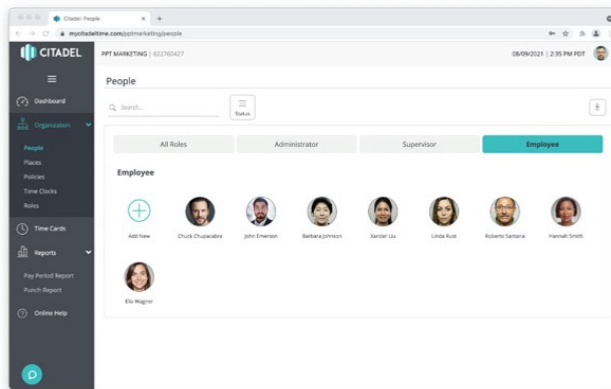 Citadel: People
mycitadeltime.com/pptmarketing/people
CITADEL
PPT MARKETING | 822760427
08/09/2021 | 2:35 PM PDT
Dashboard
Organization
People
Places
Policies
Time Clocks
Roles
Time Cards
Reports
Pay Period Report
Punch Report
Online Help
People
Search...
Status
All Roles
Administrator
Supervisor
Employee
Employee
Add New
Chuck Chupacabra
John Emerson
Barbara Johnson
Xander Liu
Linda Rust
Roberto Santana
Hannah Smith
Ella Wagner